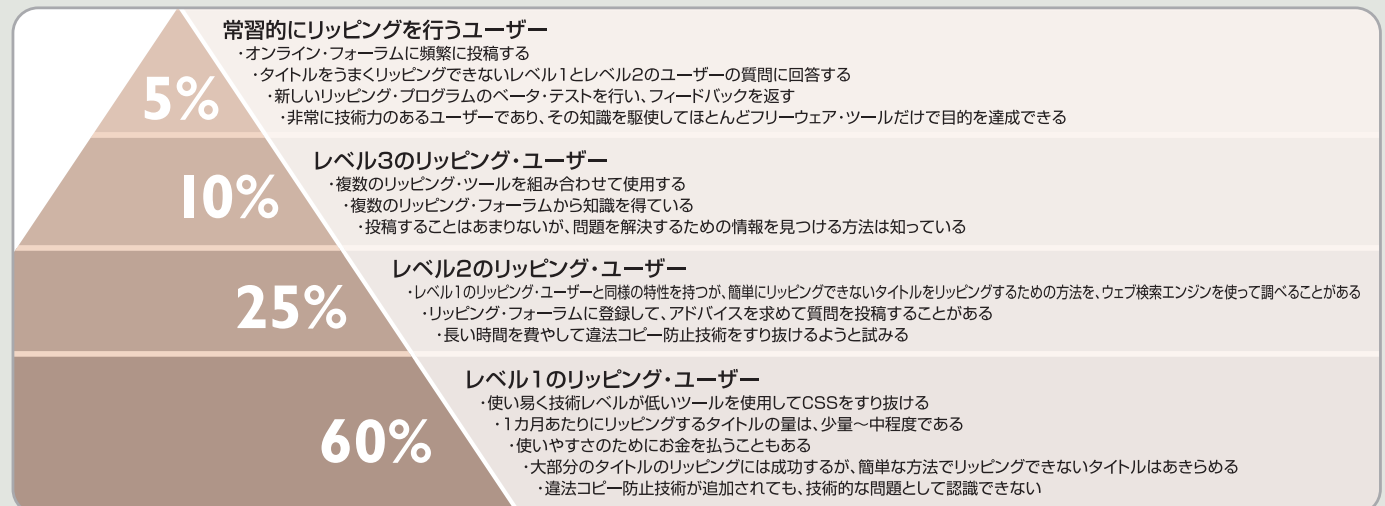 常習的にリッピングを行うユーザー
・オンライン・フォーラムに頻繁に投稿する
・タイトルをうまくリッピングできないレベル1とレベル2のユーザーの質問に回答する
・新しいリッピング・プログラムのベータ・テストを行い、フィードバックを返す
・非常に技術力のあるユーザーであり、その知識を駆使してほとんどフリーウェア・ツールだけで目的を達成できる
5%
レベル3のリッピング・ユーザー
・複数のリッピング・ツールを組み合わせて使用する
・複数のリッピング・フォーラムから知識を得ている
・投稿することはあまりないが、問題を解決するための情報を見つける方法は知っている
10%
レベル2のリッピング・ユーザー
・レベル1のリッピング・ユーザーと同様の特性を持つが、簡単にリッピングできないタイトルをリッピングするための方法を、ウェブ検索エンジンを使って調べることがある
・リッピング・フォーラムに登録して、アドバイスを求めて質問を投稿することがある
・長い時間を費やして違法コピー防止技術をすり抜けるようと試みる
25%
レベル1のリッピング・ユーザー
・使い易く技術レベルが低いツールを使用してCSSをすり抜ける
・1カ月あたりにリッピングするタイトルの量は、少量～中程度である
・使いやすさのためにお金を払うこともある
・大部分のタイトルのリッピングには成功するが、簡単な方法でリッピングできないタイトルはあきらめる
・違法コピー防止技術が追加されても、技術的な問題として認識できない
60%